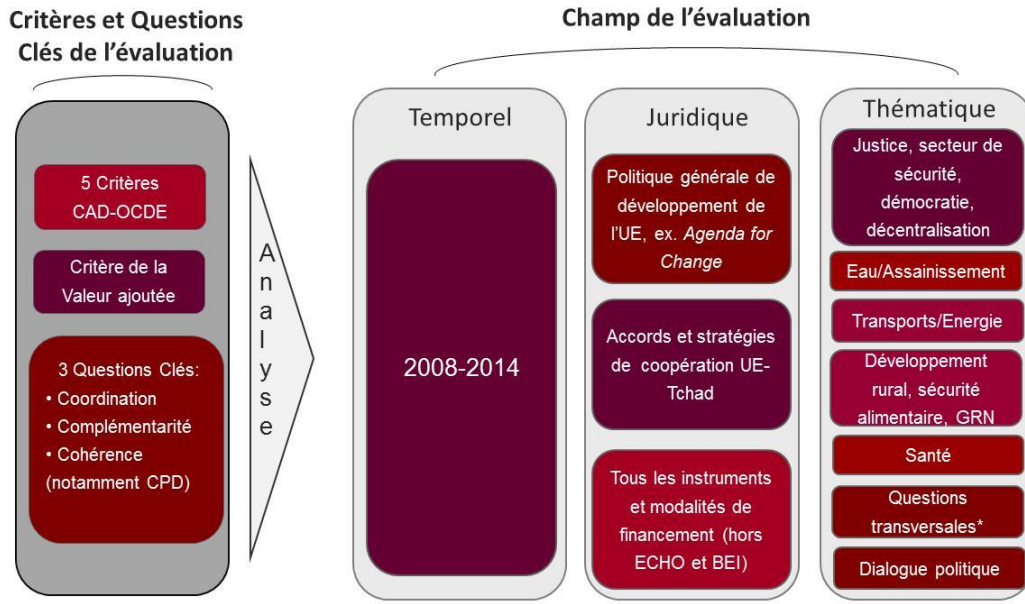 Critères et Questions
Clés de l'évaluation
5 Critères
CAD-OCDE
Critère de la
Valeur ajoutée
3 Questions Clés:
• Coordination
• Complémentarité
• Cohérence
(notamment CPD)
Analyse
Champ de l'évaluation
Temporel
2008-2014
Juridique
Politique générale de
développement de
l'UE, ex. Agenda for
Change
Accords et stratégies
de coopération UE-
Tchad
Tous les instruments
et modalités de
financement (hors
ECHO et BEI)
Thématique
Justice, secteur de
sécurité,
démocratie,
décentralisation
Eau/Assainissement
Transports/Energie
Développement
rural, sécurité
alimentaire, GRN
Santé
Questions
transversales*
Dialogue politique